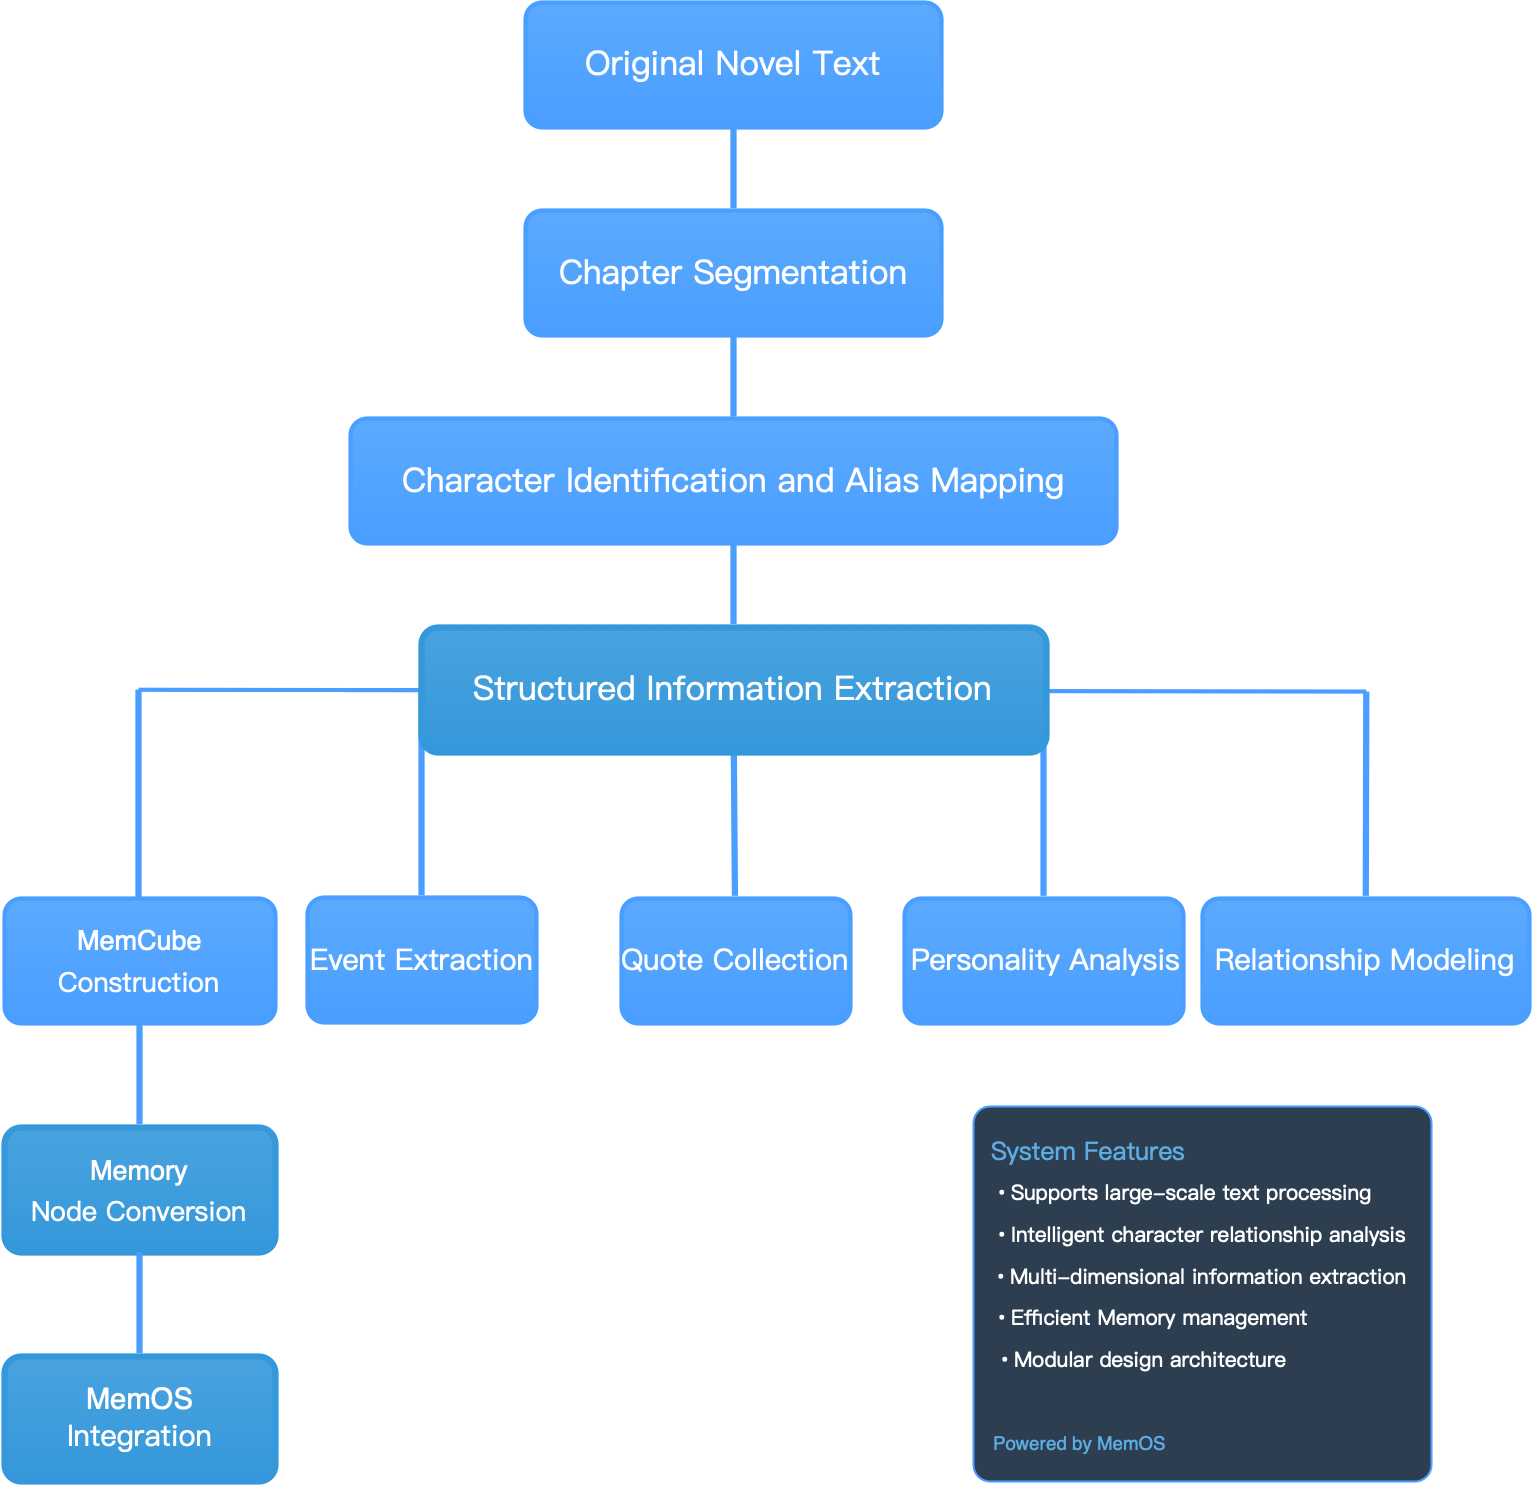 Original Novel Text
Chapter Segmentation
Character Identification and Alias Mapping
Structured Information Extraction
MemCube
Construction
Event Extraction
Quote Collection
Personality Analysis
Relationship Modeling
Memory
Node Conversion
MemOS
Integration
System Features
• Supports large-scale text processing
• Intelligent character relationship analysis
• Multi-dimensional information extraction
• Efficient Memory management
• Modular design architecture
Powered by MemOS